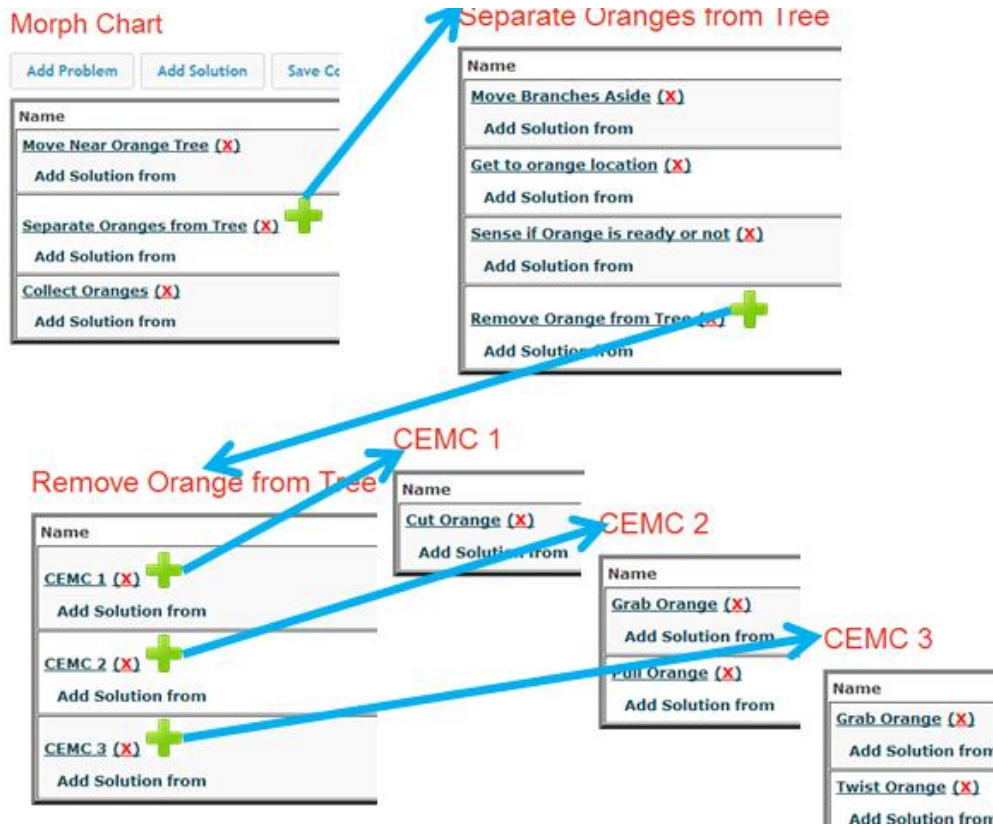 Morph Chart
Add Problem Add Solution Save Co
Name
Move Near Orange Tree (X)
Add Solution from
Separate Oranges from Tree (X)
Add Solution from
Collect Oranges (X)
Add Solution from
Separate Oranges from Tree
Name
Move Branches Aside (X)
Add Solution from
Get to orange location (X)
Add Solution from
Sense if Orange is ready or not (X)
Add Solution from
Remove Orange from Tree (X)
Add Solution from
Remove Orange from Tree
Name
CEMC 1 (X)
Add Solution from
CEMC 2 (X)
Add Solution from
CEMC 3 (X)
Add Solution from
CEMC 1
Name
Cut Orange (X)
Add Solution from
CEMC 2
Name
Grab Orange (X)
Add Solution from
Pull Orange (X)
Add Solution from
CEMC 3
Name
Grab Orange (X)
Add Solution from
Twist Orange (X)
Add Solution from